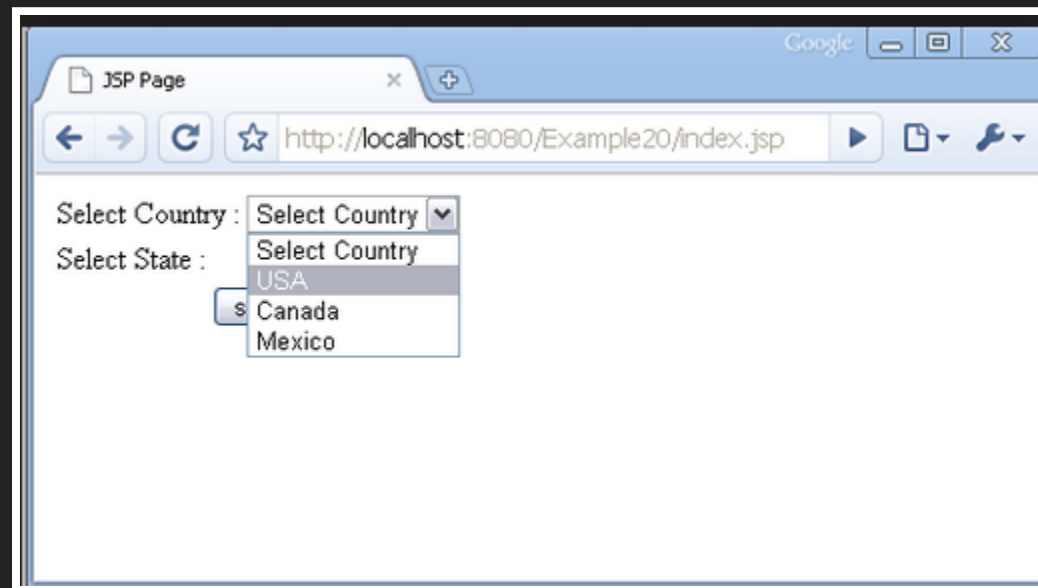 Google
JSP Page
http://localhost:8080/Example20/index.jsp
Select Country : Select Country
Select Country
Select State :
USA
s
Canada
Mexico